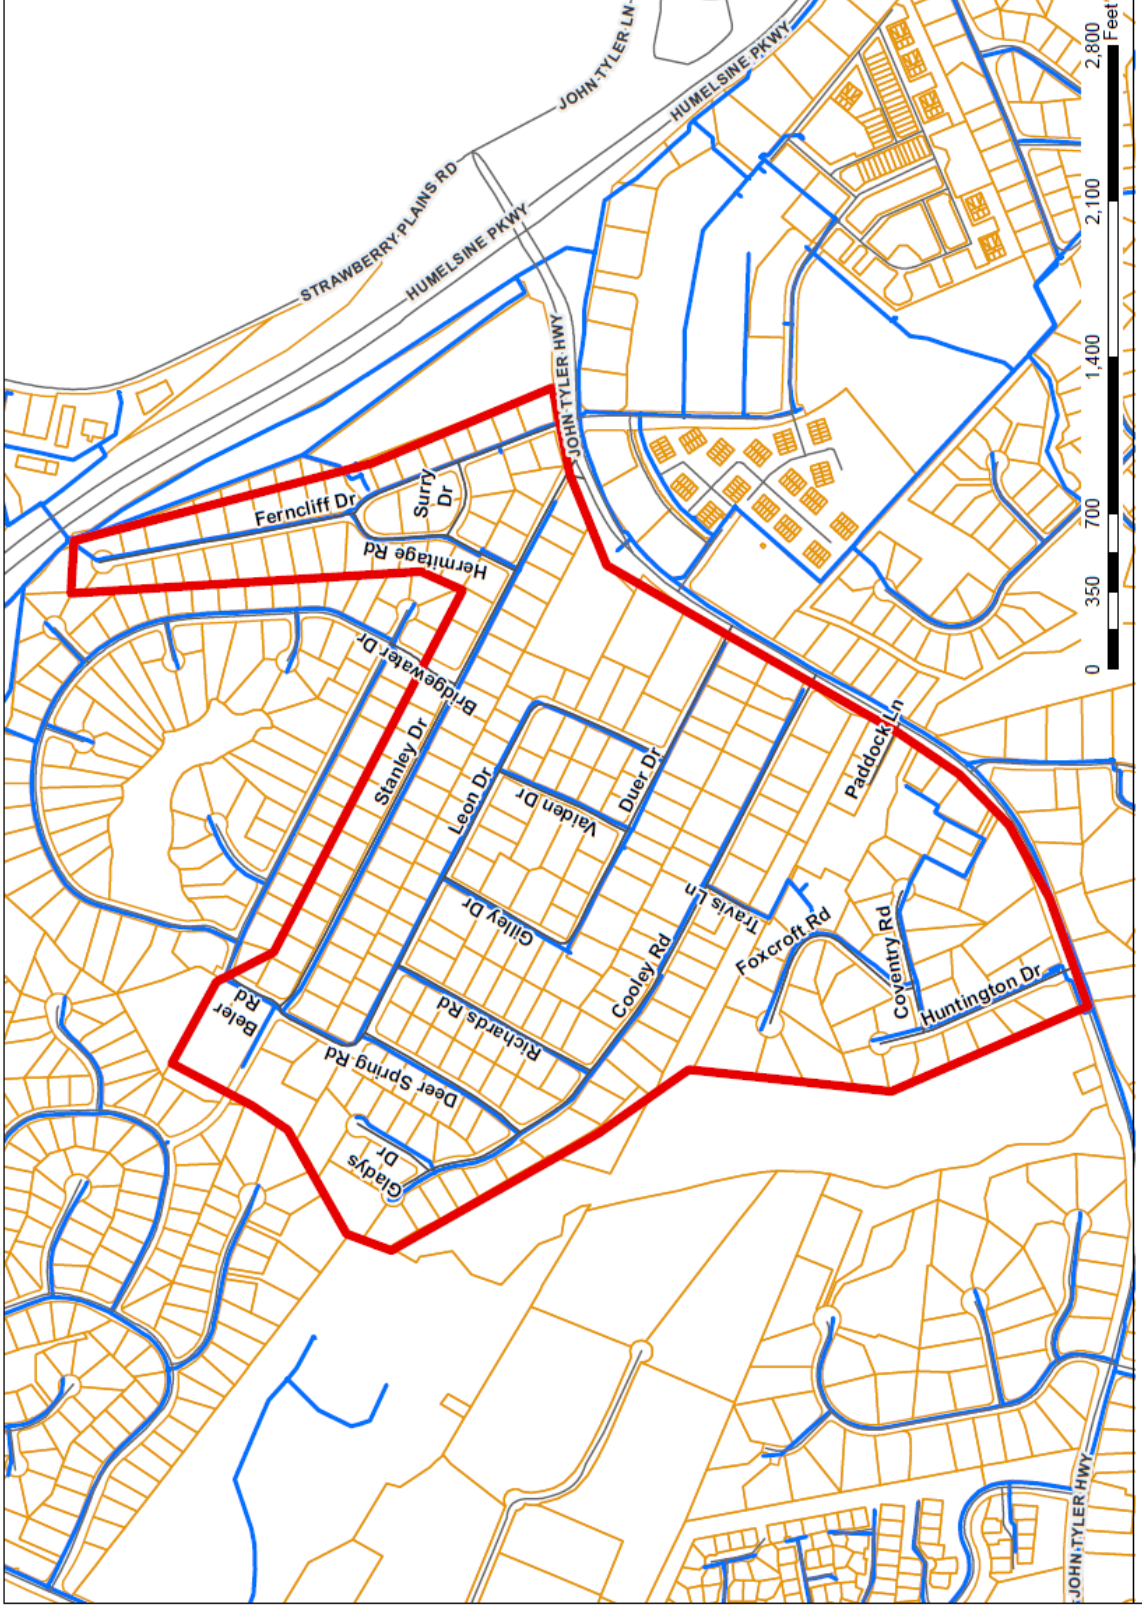 JOHN-TYLER-LN
STRAWBERRY-PLAINS RD
HUMELSINE PKWY
HUMELSINE PKWY
JOHN-TYLER HWY
Ferncliff Dr
Surry
Dr
Hermitage Rd
Bridgewater Dr
Stanley Dr
Leon Dr
Vaiden Dr
Duer Dr
Gilley Dr
Paddock Ln
Travis Ln
Cooley Rd
Foxcroft Rd
Coventry Rd
Huntington Dr
Richards Rd
Beler
Rd
Deer Spring Rd
Gladys
Dr
JOHN-TYLER HWY
0 350 700 1,400 2,100 2,800
Feet